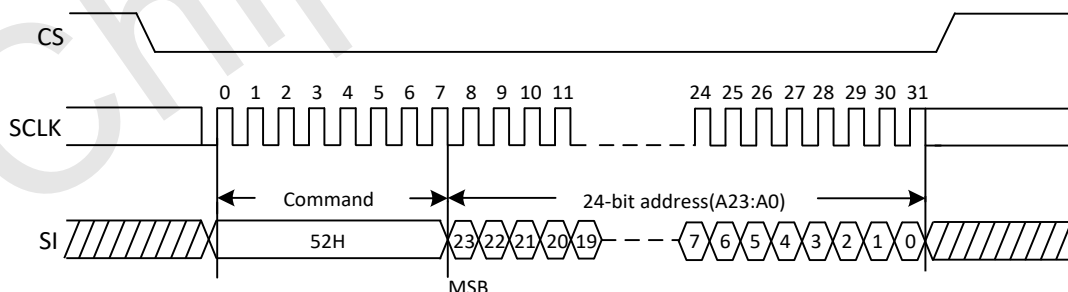 CS
0 1 2 3 4 5 6 7 8 9 10 11 24 25 26 27 28 29 30 31
SCLK
Command 24-bit address(A23:A0)
SI 52H 23 22 21 20 19 7 6 5 4 3 2 1 0
MSB